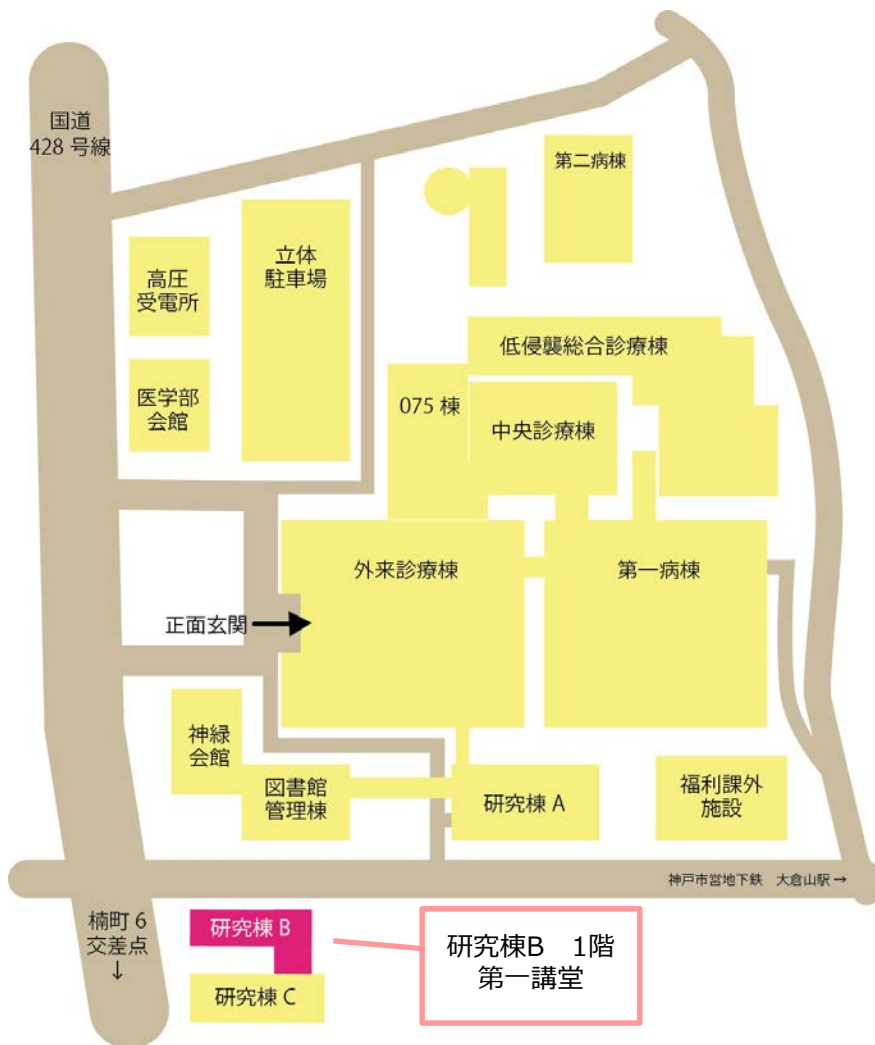 国道
428 号線
第二病棟
立体
駐車場
高圧
受電所
低侵襲総合診療棟
医学部
会館
075 棟
中央診療棟
外来診療棟
第一病棟
正面玄関
神緑
会館
図書館
管理棟
研究棟 A
福利課外
施設
神戸市営地下鉄　大倉山駅 →
楠町 6
交差点
↓
研究棟 B
研究棟B　1階
第一講堂
研究棟 C